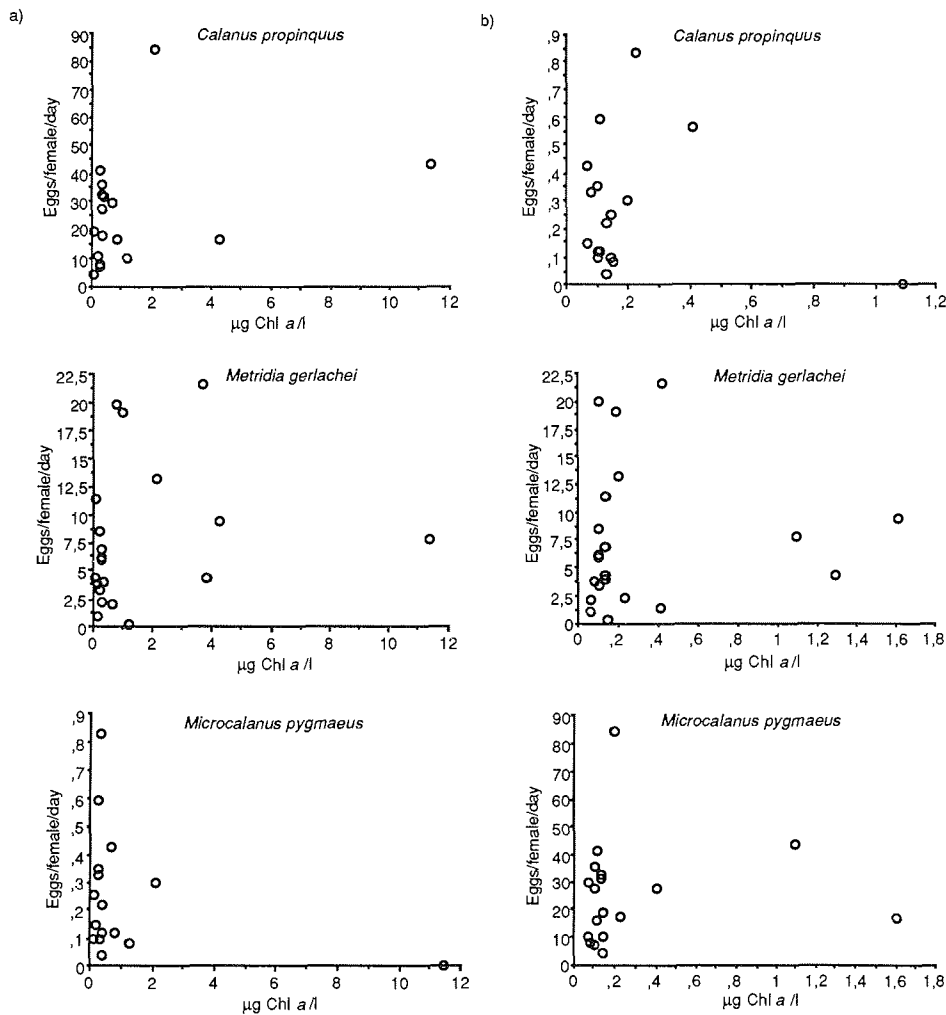 a)
Calanus propinquus
90
80
70
60
50
40
30
20
10
0
Eggs/female/day
0 2 4 6 8 10 12
µg Chl a /l
b)
Calanus propinquus
,9
,8
,7
,6
,5
,4
,3
,2
,1
0
Eggs/female/day
0 ,2 ,4 ,6 ,8 1 1,2
µg Chl a /l
Metridia gerlachei
22,5
20
17,5
15
12,5
10
7,5
5
2,5
0
Eggs/female/day
0 2 4 6 8 10 12
µg Chl a /l
Metridia gerlachei
22,5
20
17,5
15
12,5
10
7,5
5
2,5
0
Eggs/female/day
0 ,2 ,4 ,6 ,8 1 1,2 1,4 1,6 1,8
µg Chl a /l
Microcalanus pygmaeus
,9
,8
,7
,6
,5
,4
,3
,2
,1
0
Eggs/female/day
0 2 4 6 8 10 12
µg Chl a /l
Microcalanus pygmaeus
90
80
70
60
50
40
30
20
10
0
Eggs/female/day
0 ,2 ,4 ,6 ,8 1 1,2 1,4 1,6 1,8
µg Chl a /l